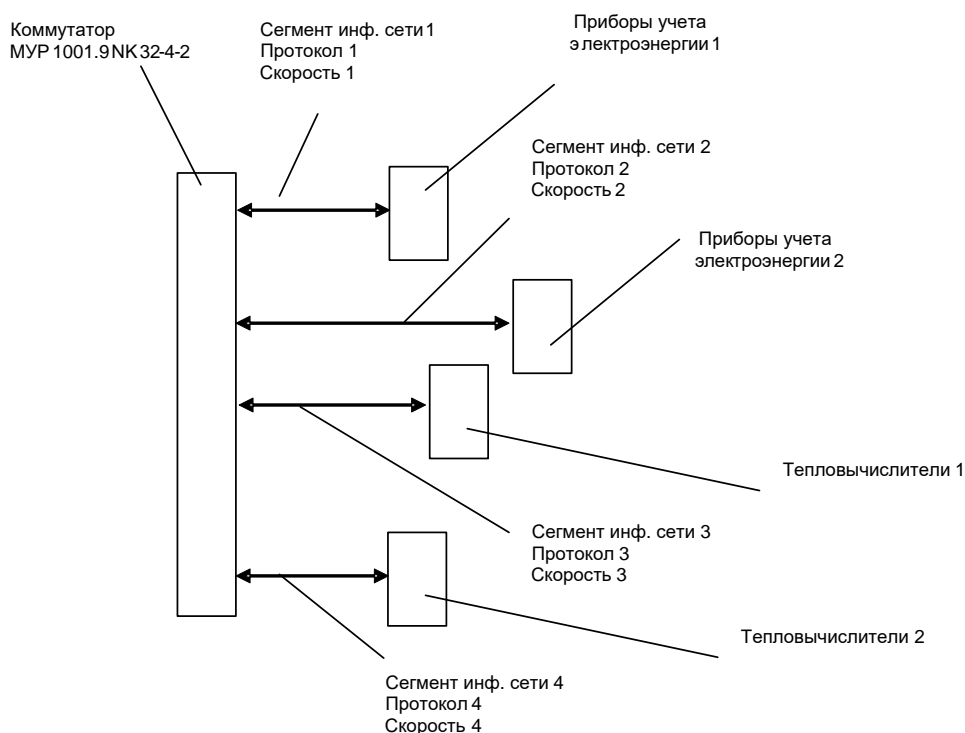 Коммутатор
МУР 1001.9 NK 32-4-2
Сегмент инф. сети 1
Протокол 1
Скорость 1
Приборы учета
э лектроэнергии 1
Сегмент инф. сети 2
Протокол 2
Скорость 2
Приборы учета
электроэнергии 2
Тепловычислители 1
Сегмент инф. сети 3
Протокол 3
Скорость 3
Тепловычислители 2
Сегмент инф. сети 4
Протокол 4
Скорость 4